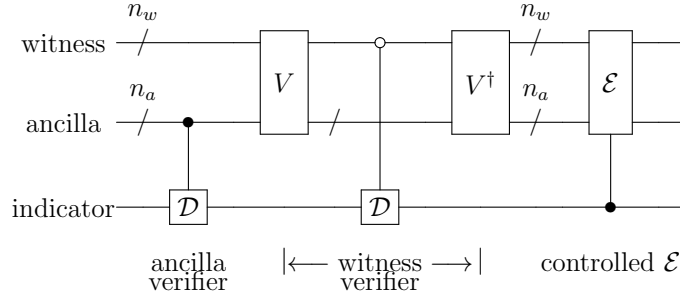 n_w n_w
witness
V V† ℰ
n_a n_a
ancilla
indicator 𝒟 𝒟
ancilla verifier
|⟵ witness verifier ⟶|
controlled ℰ